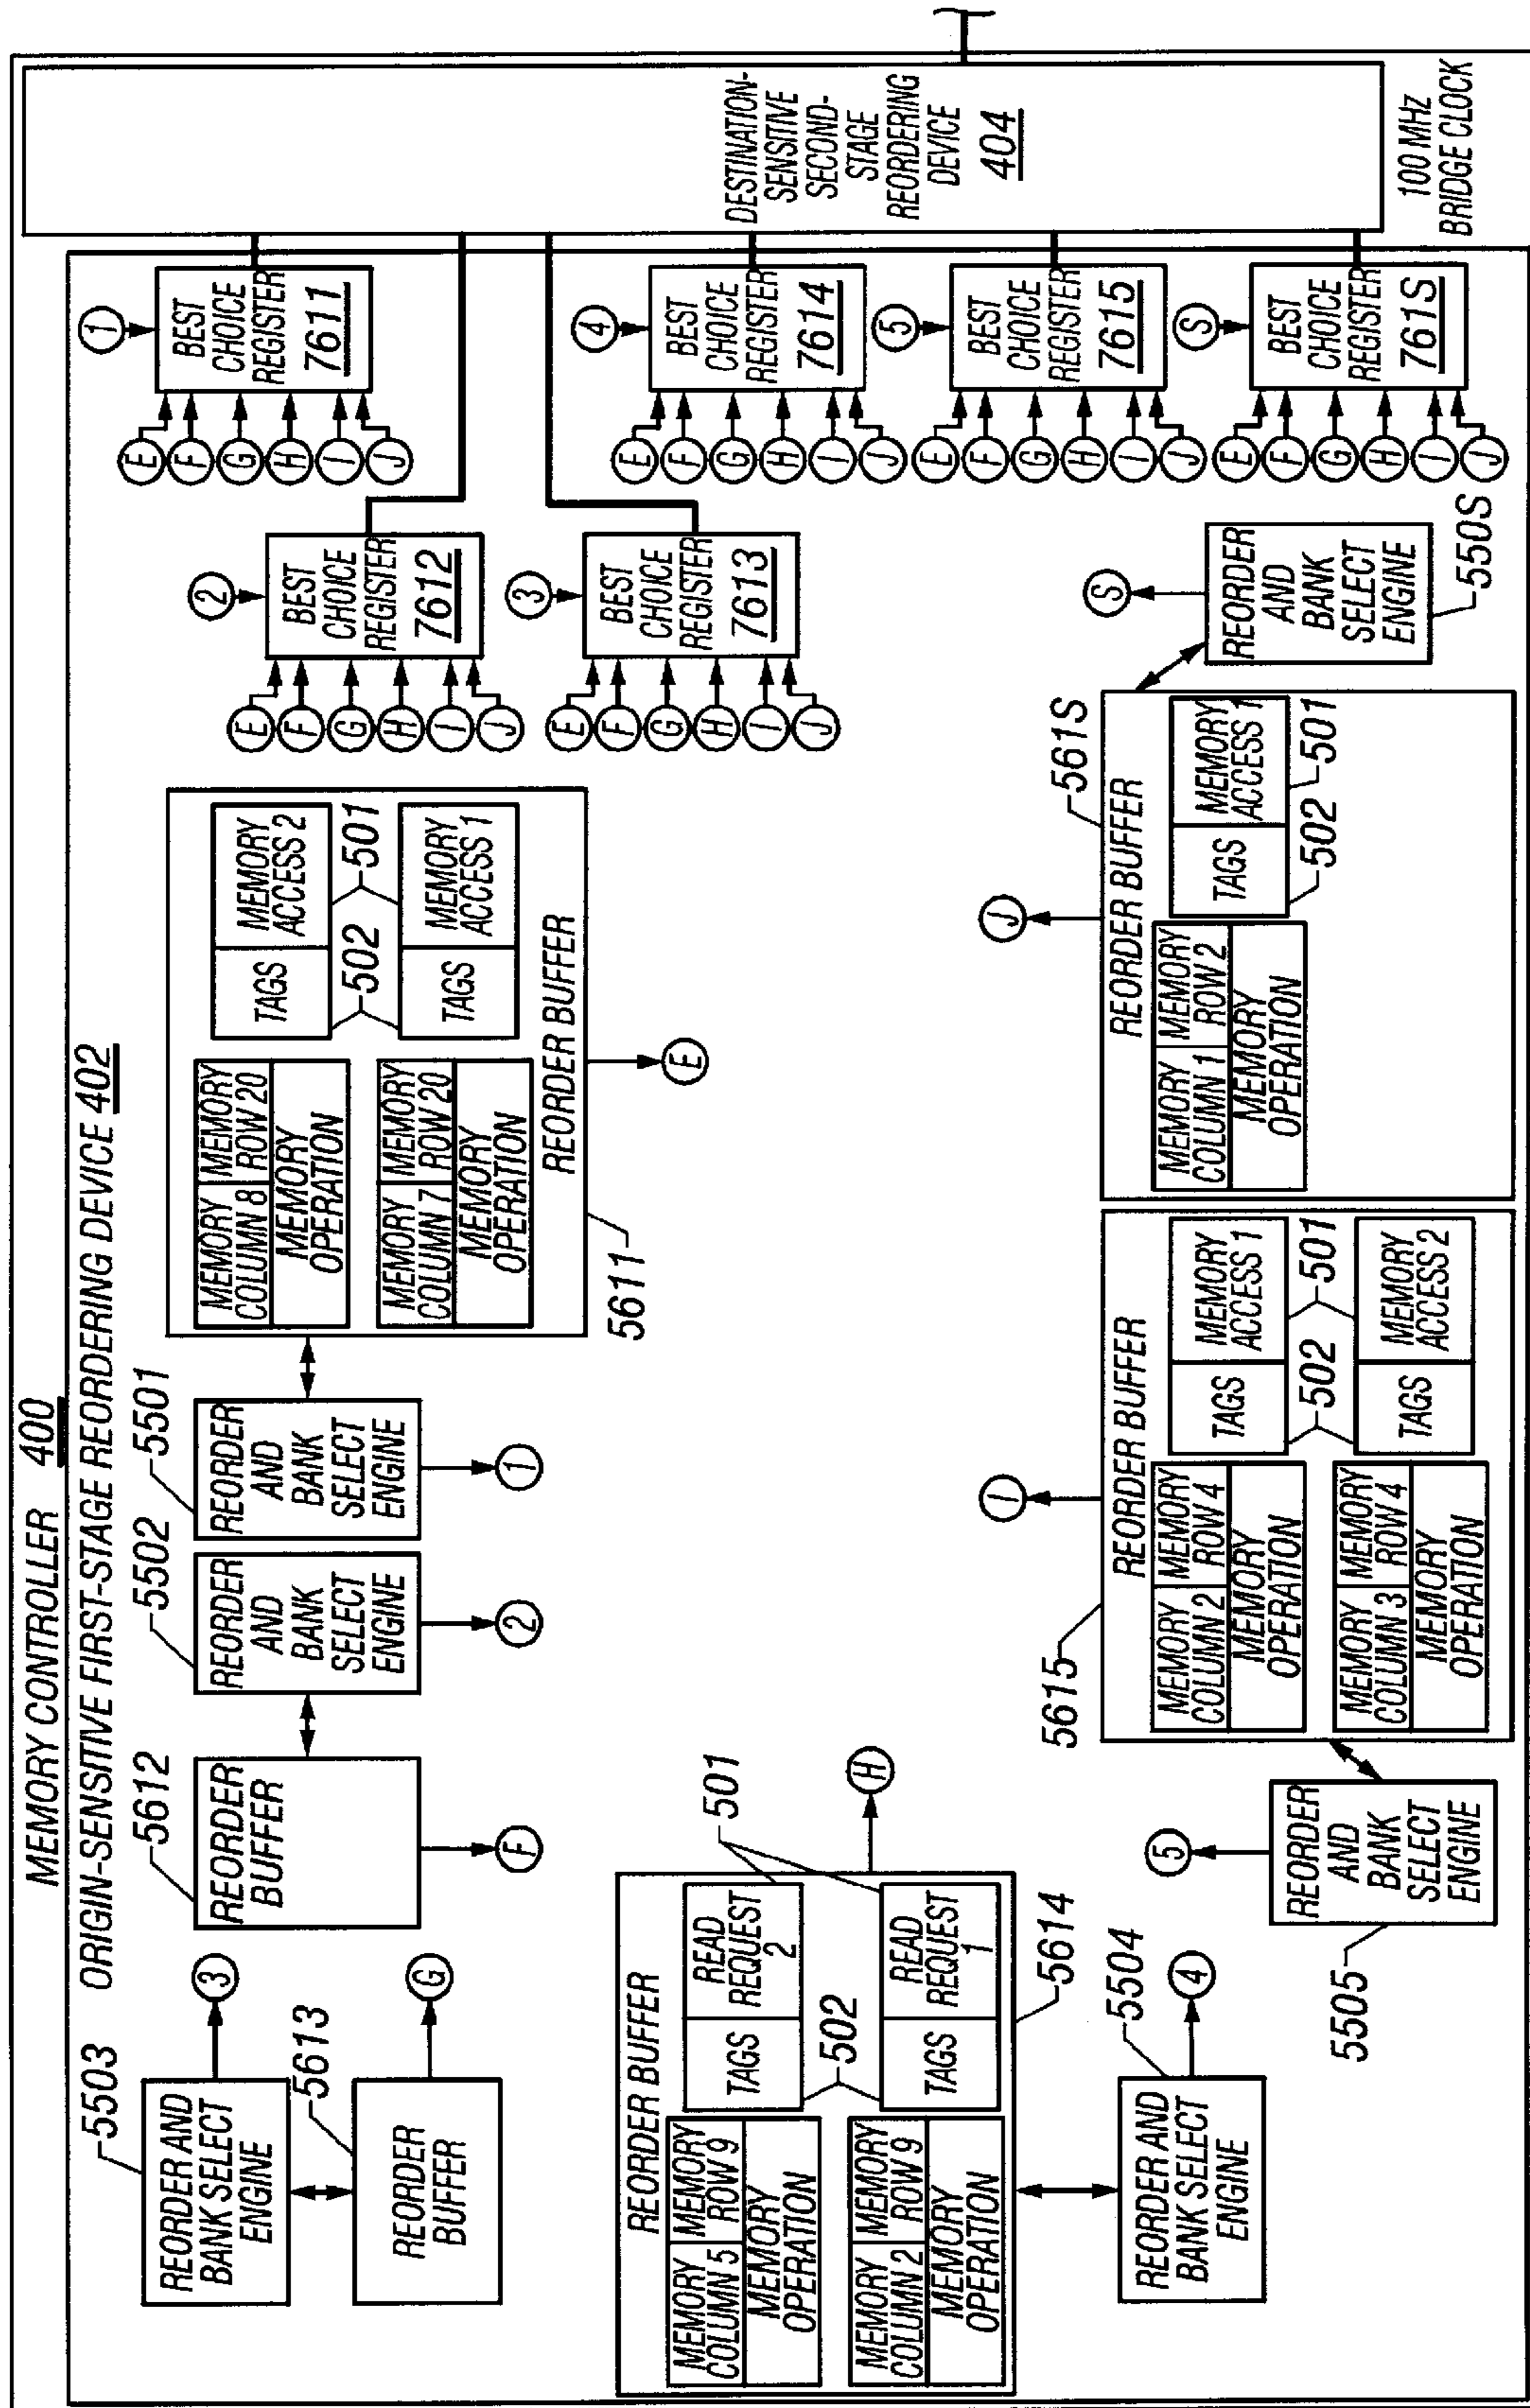 MEMORY CONTROLLER 400
ORIGIN-SENSITIVE FIRST-STAGE REORDERING DEVICE 402
5503
REORDER AND
BANK SELECT
ENGINE
3
5613
REORDER
BUFFER
G
5612
REORDER
BUFFER
F
5502
REORDER
AND
BANK
SELECT
ENGINE
2
5501
REORDER
AND
BANK
SELECT
ENGINE
1
MEMORY COLUMN 8
MEMORY ROW 20
MEMORY
OPERATION
TAGS
MEMORY
ACCESS 2
502
501
MEMORY COLUMN 7
MEMORY ROW 20
MEMORY
OPERATION
TAGS
MEMORY
ACCESS 1
REORDER BUFFER
5611
E
REORDER BUFFER
MEMORY COLUMN 5
MEMORY ROW 9
MEMORY
OPERATION
TAGS
READ
REQUEST
2
501
502
MEMORY COLUMN 2
MEMORY ROW 9
MEMORY
OPERATION
TAGS
READ
REQUEST
1
5614
H
REORDER AND
BANK SELECT
ENGINE
5504
4
REORDER
AND
BANK
SELECT
ENGINE
5505
5
5615
I
REORDER BUFFER
MEMORY COLUMN 2
MEMORY ROW 4
MEMORY
OPERATION
TAGS
MEMORY
ACCESS 1
502
501
MEMORY COLUMN 3
MEMORY ROW 4
MEMORY
OPERATION
TAGS
MEMORY
ACCESS 2
J
561S
REORDER BUFFER
MEMORY COLUMN 1
MEMORY ROW 2
MEMORY
OPERATION
TAGS
MEMORY
ACCESS 1
502
501
S
REORDER
AND
BANK
SELECT
ENGINE
550S
2
E
F
G
H
I
J
BEST
CHOICE
REGISTER
7612
3
E
F
G
H
I
J
BEST
CHOICE
REGISTER
7613
1
E
F
G
H
I
J
BEST
CHOICE
REGISTER
7611
4
E
F
G
H
I
J
BEST
CHOICE
REGISTER
7614
5
E
F
G
H
I
J
BEST
CHOICE
REGISTER
7615
S
E
F
G
H
I
J
BEST
CHOICE
REGISTER
761S
DESTINATION-
SENSITIVE
SECOND-
STAGE
REORDERING
DEVICE
404
100 MHz
BRIDGE CLOCK